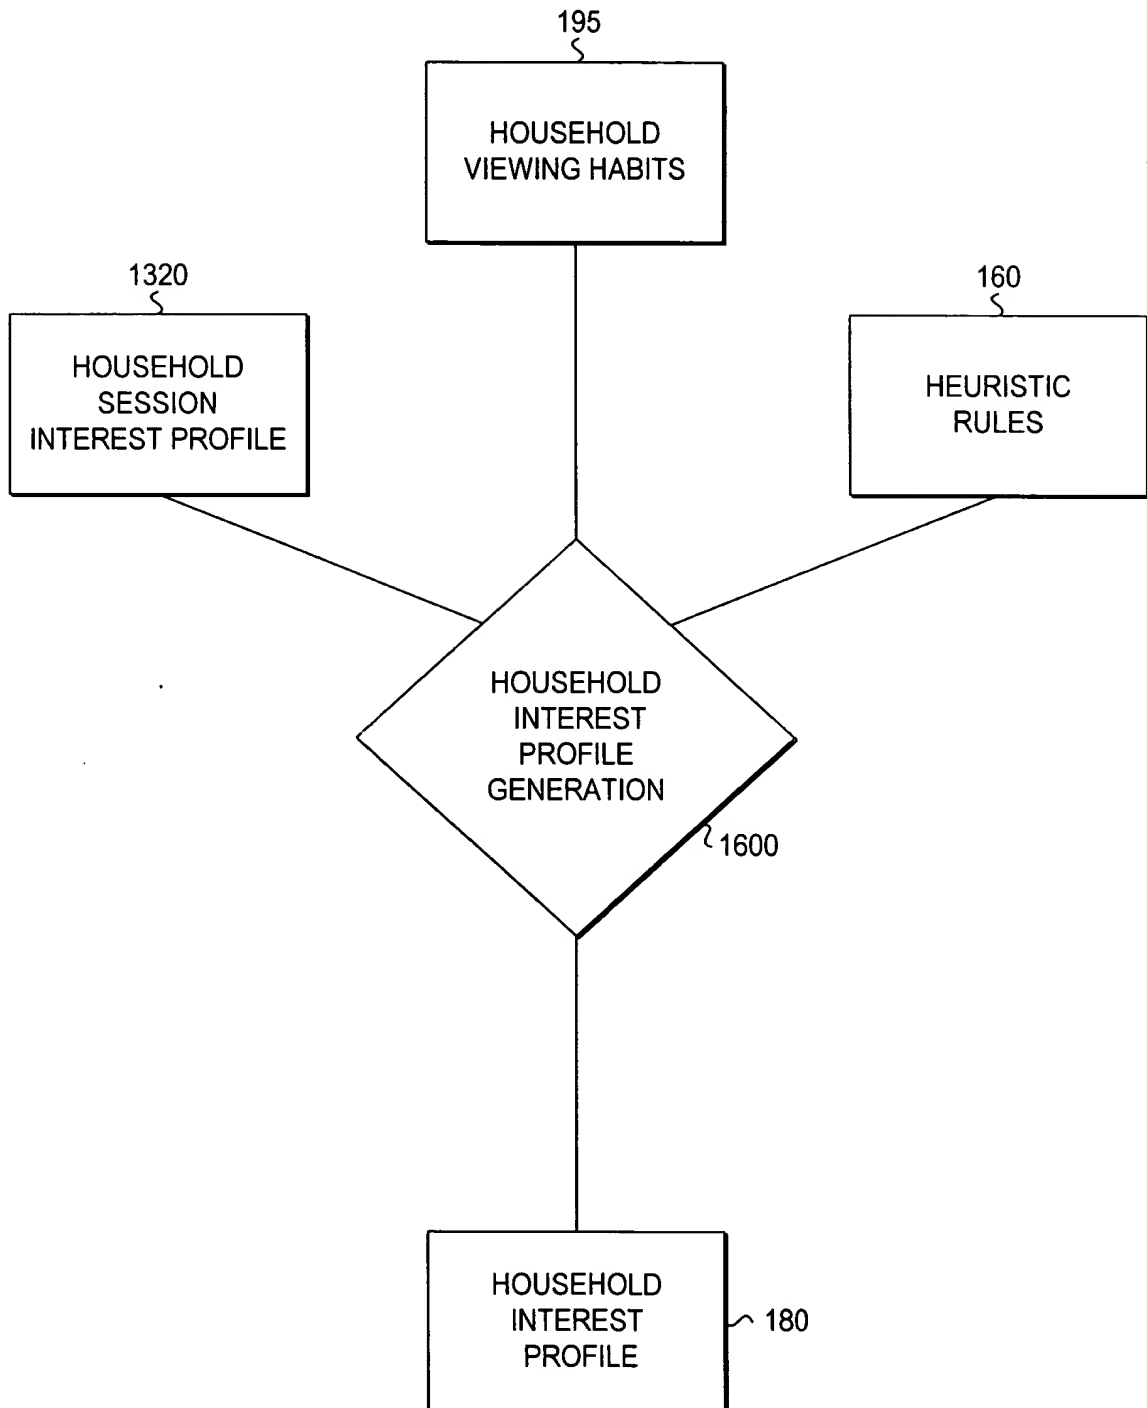 195
HOUSEHOLD
VIEWING HABITS
1320
HOUSEHOLD
SESSION
INTEREST PROFILE
160
HEURISTIC
RULES
HOUSEHOLD
INTEREST
PROFILE
GENERATION
1600
HOUSEHOLD
INTEREST
PROFILE
180